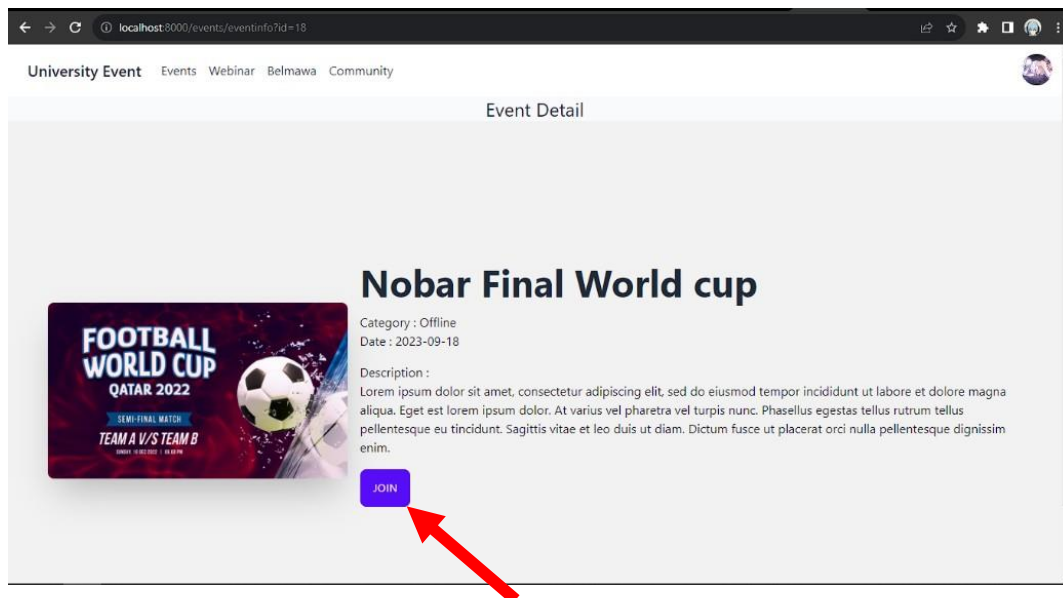 localhost:8000/events/eventinfo?id=18
University Event Events Webinar Belmawa Community
Event Detail
Nobar Final World cup
Category : Offline
Date : 2023-09-18
Description :
Lorem ipsum dolor sit amet, consectetur adipiscing elit, sed do eiusmod tempor incididunt ut labore et dolore magna
aliqua. Eget est lorem ipsum dolor. At varius vel pharetra vel turpis nunc. Phasellus egestas tellus rutrum tellus
pellentesque eu tincidunt. Sagittis vitae et leo duis ut diam. Dictum fusce ut placerat orci nulla pellentesque dignissim
enim.
JOIN
FOOTBALL
WORLD CUP
QATAR 2022
SEMI-FINAL MATCH
TEAM A V/S TEAM B